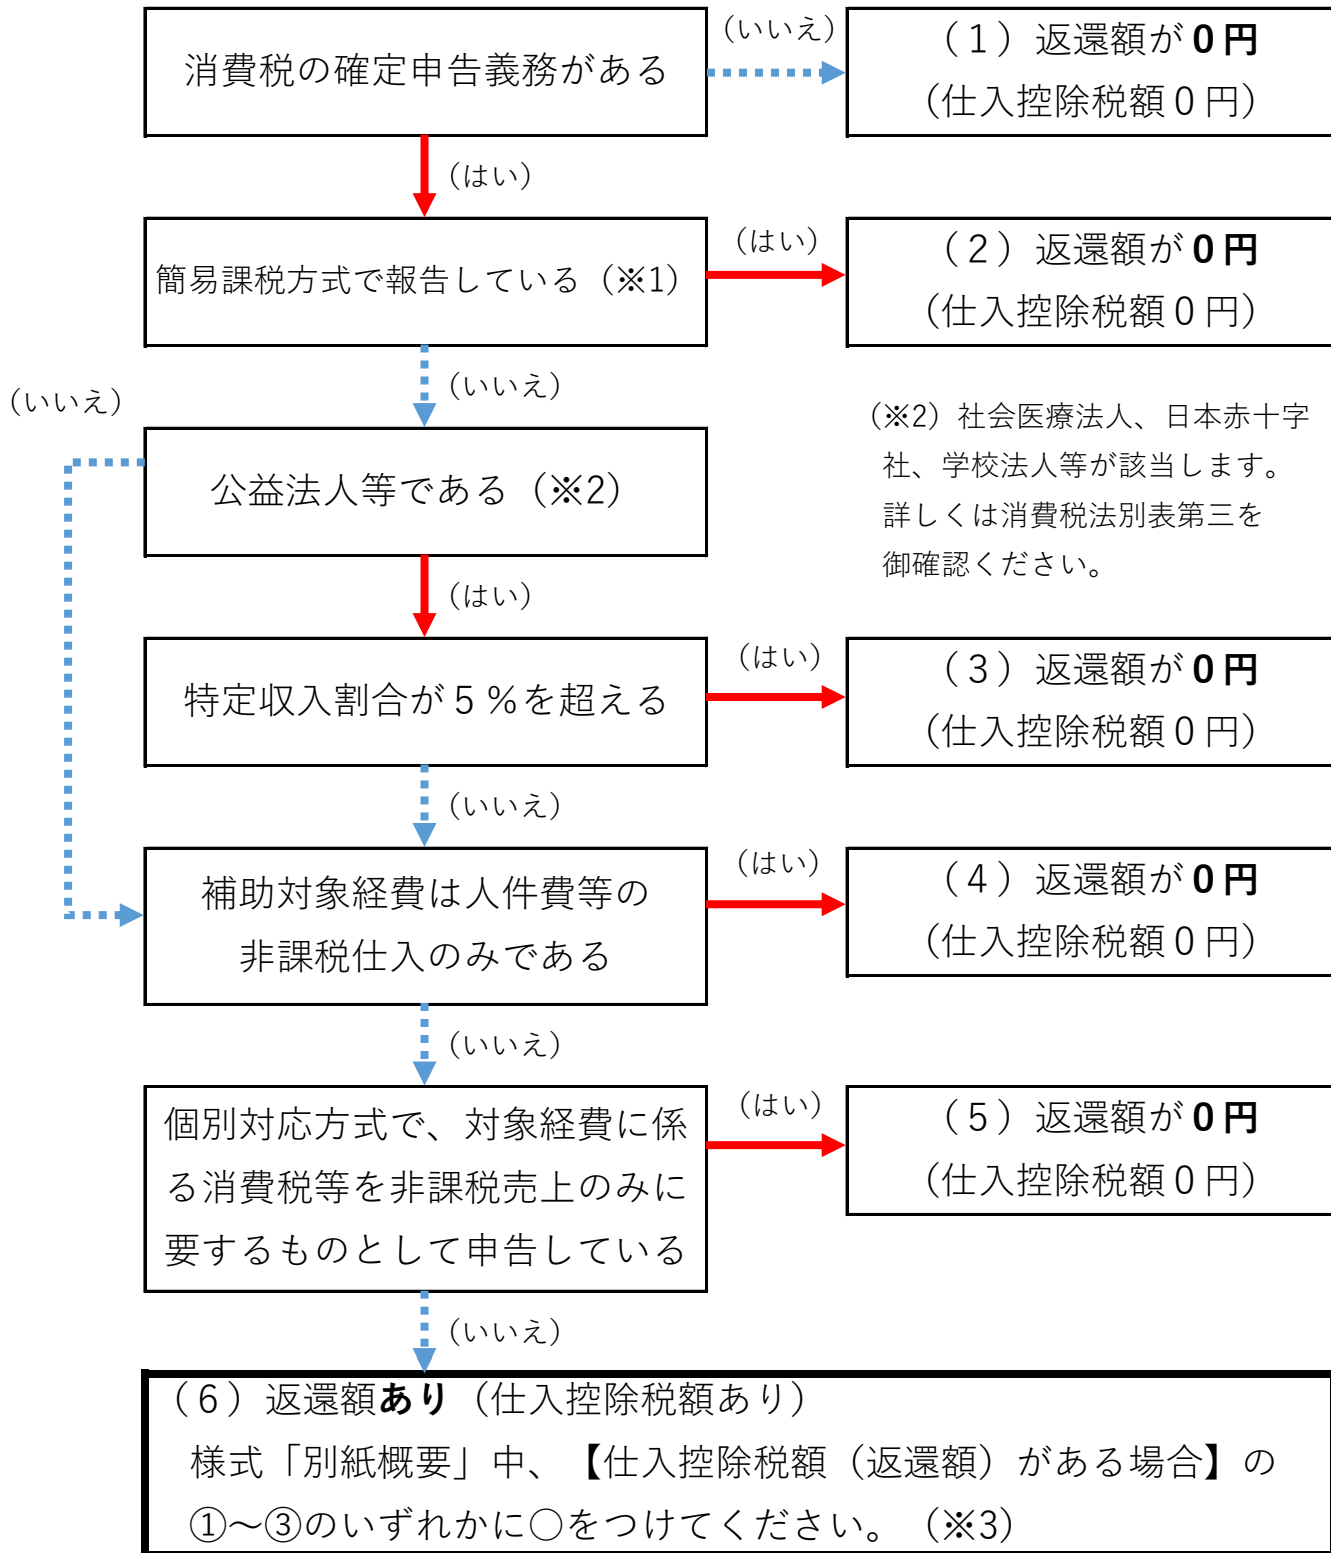 消費税の確定申告義務がある
（いいえ）
（１）返還額が０円
（仕入控除税額０円）
（はい）
簡易課税方式で報告している（※1）
（はい）
（２）返還額が０円
（仕入控除税額０円）
（いいえ）
（いいえ）
公益法人等である（※2）
（※2）社会医療法人、日本赤十字
社、学校法人等が該当します。
詳しくは消費税法別表第三を
御確認ください。
（はい）
特定収入割合が５％を超える
（はい）
（３）返還額が０円
（仕入控除税額０円）
（いいえ）
補助対象経費は人件費等の
非課税仕入のみである
（はい）
（４）返還額が０円
（仕入控除税額０円）
（いいえ）
個別対応方式で、対象経費に係
る消費税等を非課税売上のみに
要するものとして申告している
（はい）
（５）返還額が０円
（仕入控除税額０円）
（いいえ）
（６）返還額あり（仕入控除税額あり）
様式「別紙概要」中、【仕入控除税額（返還額）がある場合】の
①～③のいずれかに○をつけてください。（※3）